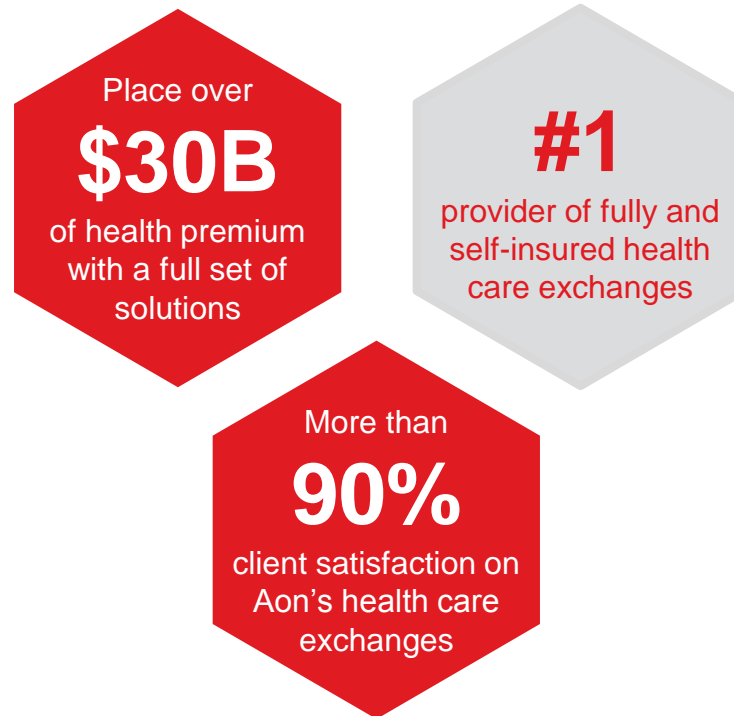 Place over
$30B
of health premium
with a full set of
solutions
#1
provider of fully and
self-insured health
care exchanges
More than
90%
client satisfaction on
Aon’s health care
exchanges